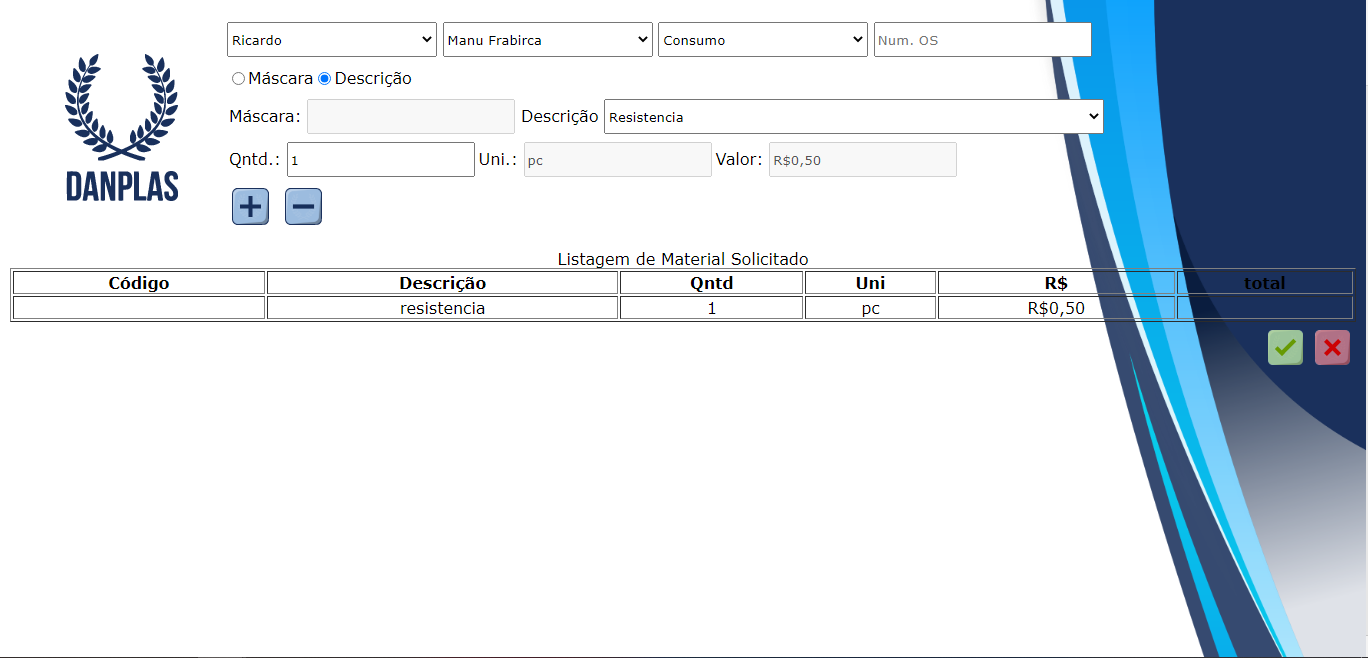 Ricardo Manu Frabirca Consumo Num. OS
Máscara Descrição
Máscara: Descrição Resistencia
Qntd.: 1 Uni.: pc Valor: R$0,50
DANPLAS
Listagem de Material Solicitado
Código Descrição Qntd Uni R$ total
resistencia 1 pc R$0,50